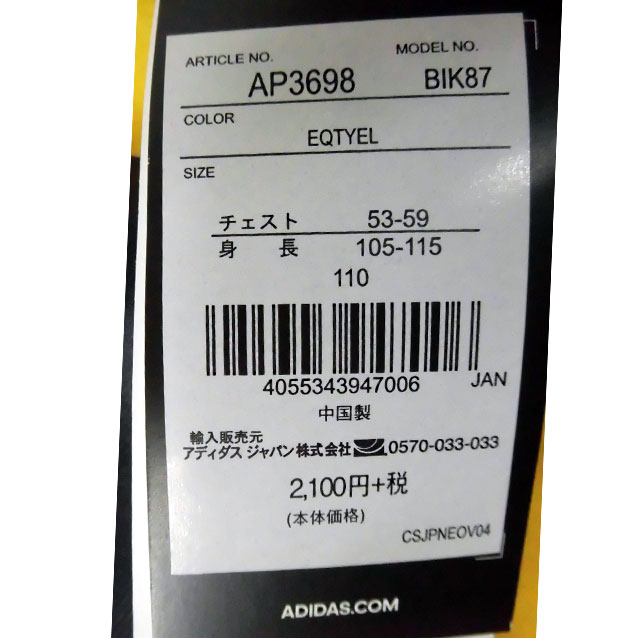 ARTICLE NO. MODEL NO.
AP3698 BIK87
COLOR
EQTYEL
SIZE
チェスト 53-59
身長 105-115
110
4055343947006 JAN
中国製
輸入販売元
アディダス ジャパン株式会社 0570-033-033
2,100円+税
(本体価格)
CSJPNEOV04
ADIDAS.COM